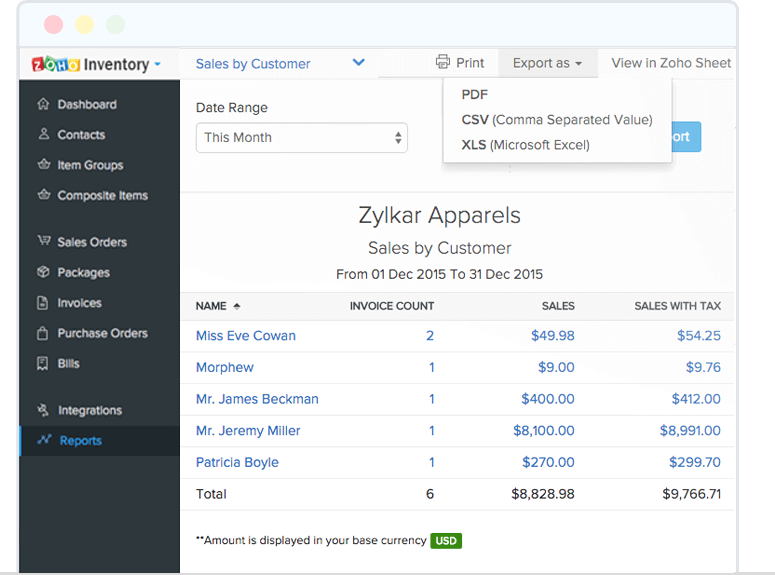 ZOHO Inventory
Sales by Customer
Print
Export as
View in Zoho Sheet
PDF
CSV (Comma Separated Value)
XLS (Microsoft Excel)
Dashboard
Contacts
Item Groups
Composite Items
Sales Orders
Packages
Invoices
Purchase Orders
Bills
Integrations
Reports
Date Range
This Month
ort
Zylkar Apparels
Sales by Customer
From 01 Dec 2015 To 31 Dec 2015
NAME INVOICE COUNT SALES SALES WITH TAX
Miss Eve Cowan 2 $49.98 $54.25
Morphew 1 $9.00 $9.76
Mr. James Beckman 1 $400.00 $412.00
Mr. Jeremy Miller 1 $8,100.00 $8,991.00
Patricia Boyle 1 $270.00 $299.70
Total 6 $8,828.98 $9,766.71
**Amount is displayed in your base currency USD